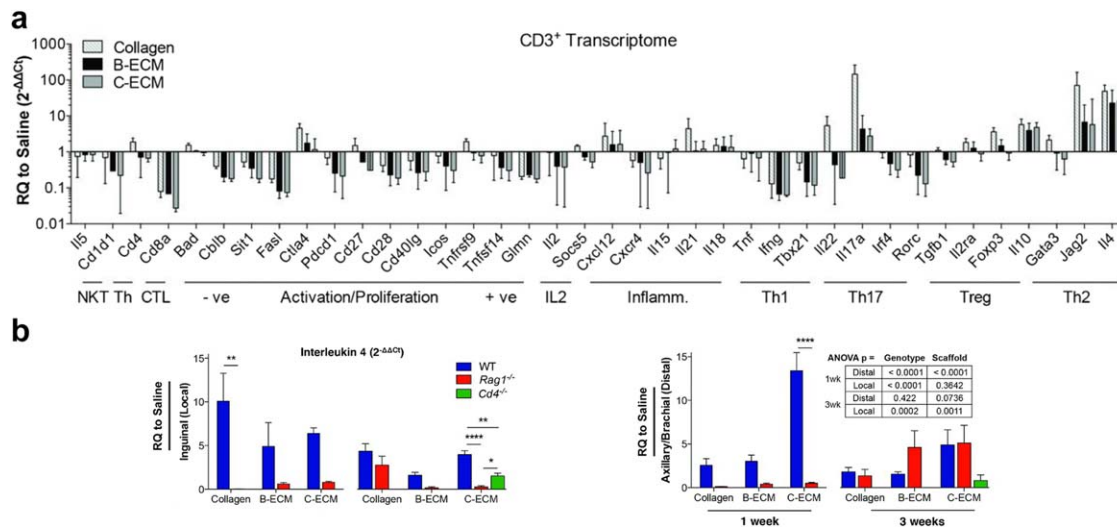 a
CD3+ Transcriptome
RQ to Saline (2-ΔΔCt)
1000
100
10
1
0.1
0.01
Collagen
B-ECM
C-ECM
Il5 Cd1d1 Cd4 Cd8a Bad Cblb Sit1 Fasl Ctla4 Pdcd1 Cd27 Cd28 Cd40lg Icos Tnfrsf9 Tnfsf14 Glmn Il2 Socs5 Cxcl12 Cxcr4 Il15 Il21 Il18 Tnf Ifng Tbx21 Il22 Il17a Irf4 Rorc Tgfb1 Il2ra Foxp3 Il10 Gata3 Jag2 Il4
NKT Th CTL - ve Activation/Proliferation + ve IL2 Inflamm. Th1 Th17 Treg Th2
b
Interleukin 4 (2-ΔΔCt)
RQ to Saline
Inguinal (Local)
15
10
5
0
** ** **** *
WT
Rag1-/-
Cd4-/-
Collagen B-ECM C-ECM Collagen B-ECM C-ECM
RQ to Saline
Axillary/Brachial (Distal)
15
10
5
0
****
ANOVA p = Genotype Scaffold
1wk Distal < 0.0001 < 0.0001
Local < 0.0001 0.3642
3wk Distal 0.422 0.0736
Local 0.0002 0.0011
Collagen B-ECM C-ECM Collagen B-ECM C-ECM
1 week 3 weeks